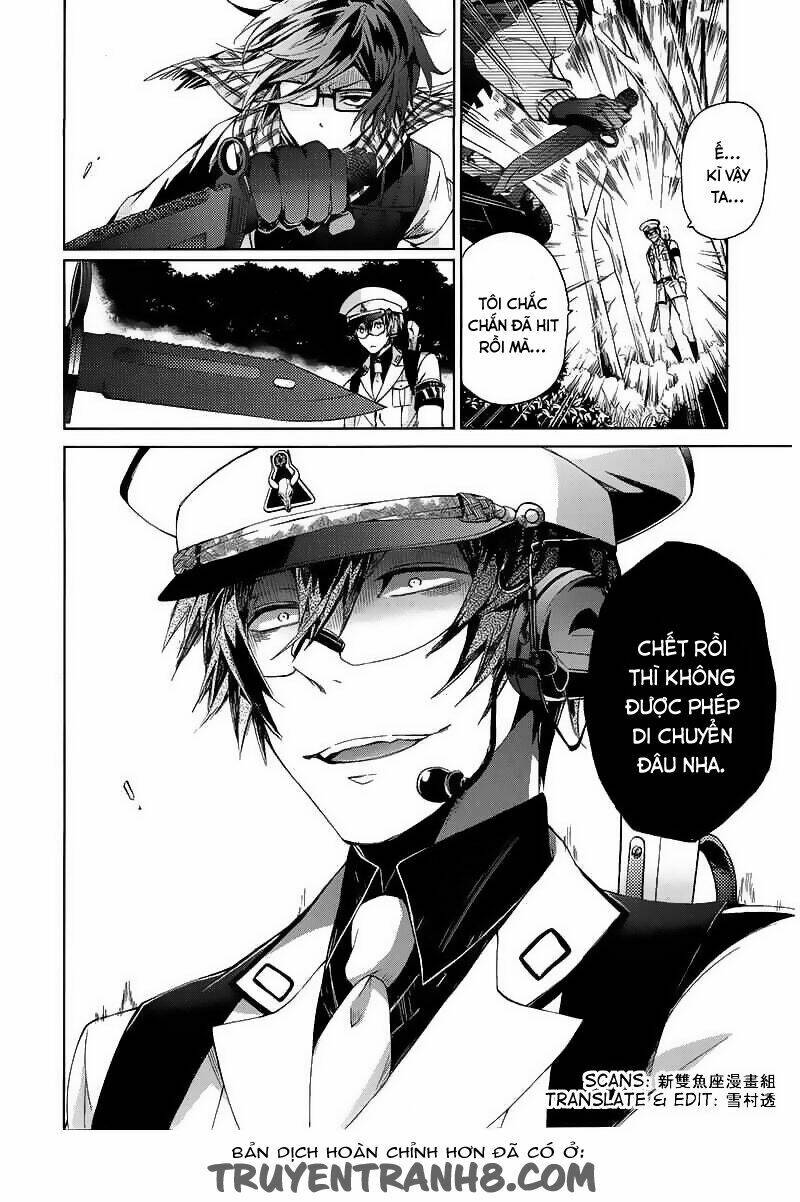 Ế...
KÌ VẬY
TA...
TÔI CHẮC
CHẮN ĐÃ HIT
RỒI MÀ...
CHẾT RỒI
THÌ KHÔNG
ĐƯỢC PHÉP
DI CHUYỂN
ĐÂU NHA.
SCANS: 新雙魚座漫畫組
TRANSLATE & EDIT: 雪村透
BẢN DỊCH HOÀN CHỈNH HƠN ĐÃ CÓ Ở:
TRUYENTRANH8.COM